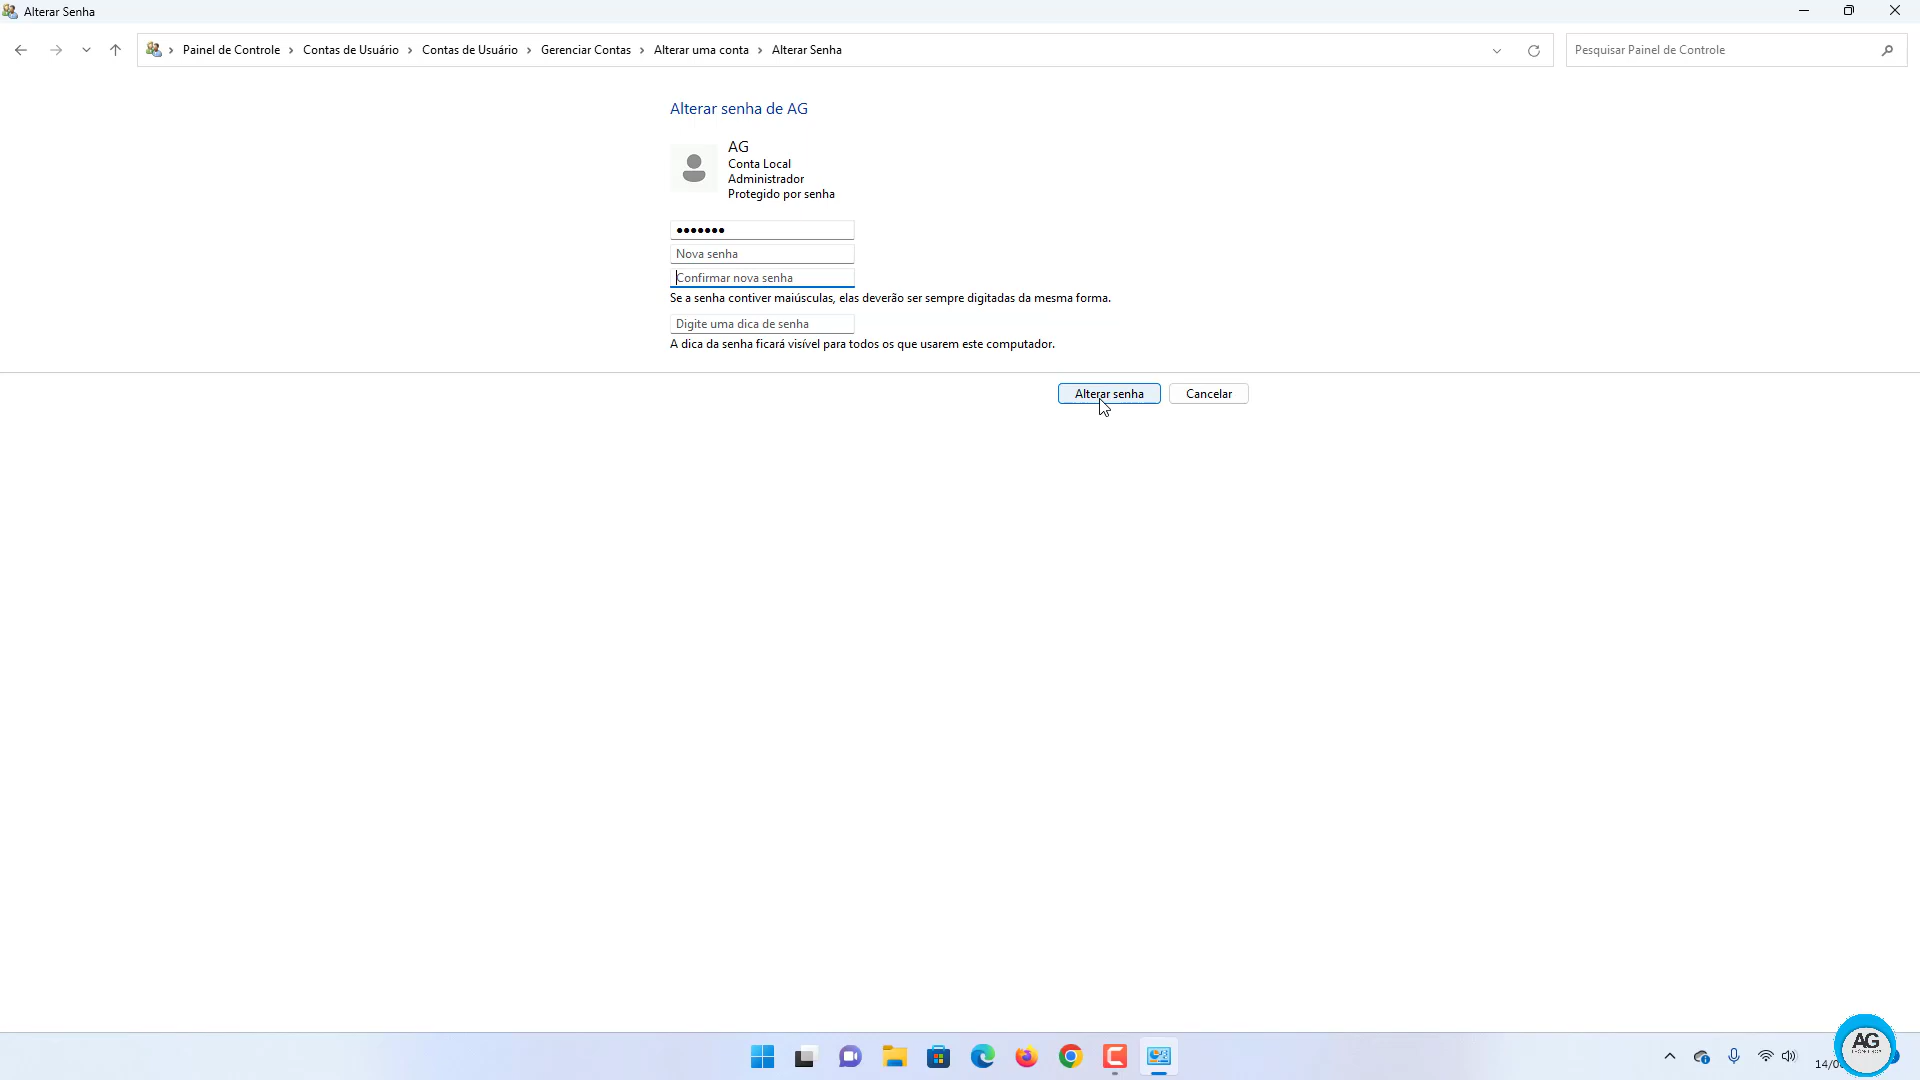 Alterar Senha
Painel de Controle > Contas de Usuário > Contas de Usuário > Gerenciar Contas > Alterar uma conta > Alterar Senha
Pesquisar Painel de Controle
Alterar senha de AG
AG
Conta Local
Administrador
Protegido por senha
•••••••
Nova senha
Confirmar nova senha
Se a senha contiver maiúsculas, elas deverão ser sempre digitadas da mesma forma.
Digite uma dica de senha
A dica da senha ficará visível para todos os que usarem este computador.
Alterar senha
Cancelar
AG